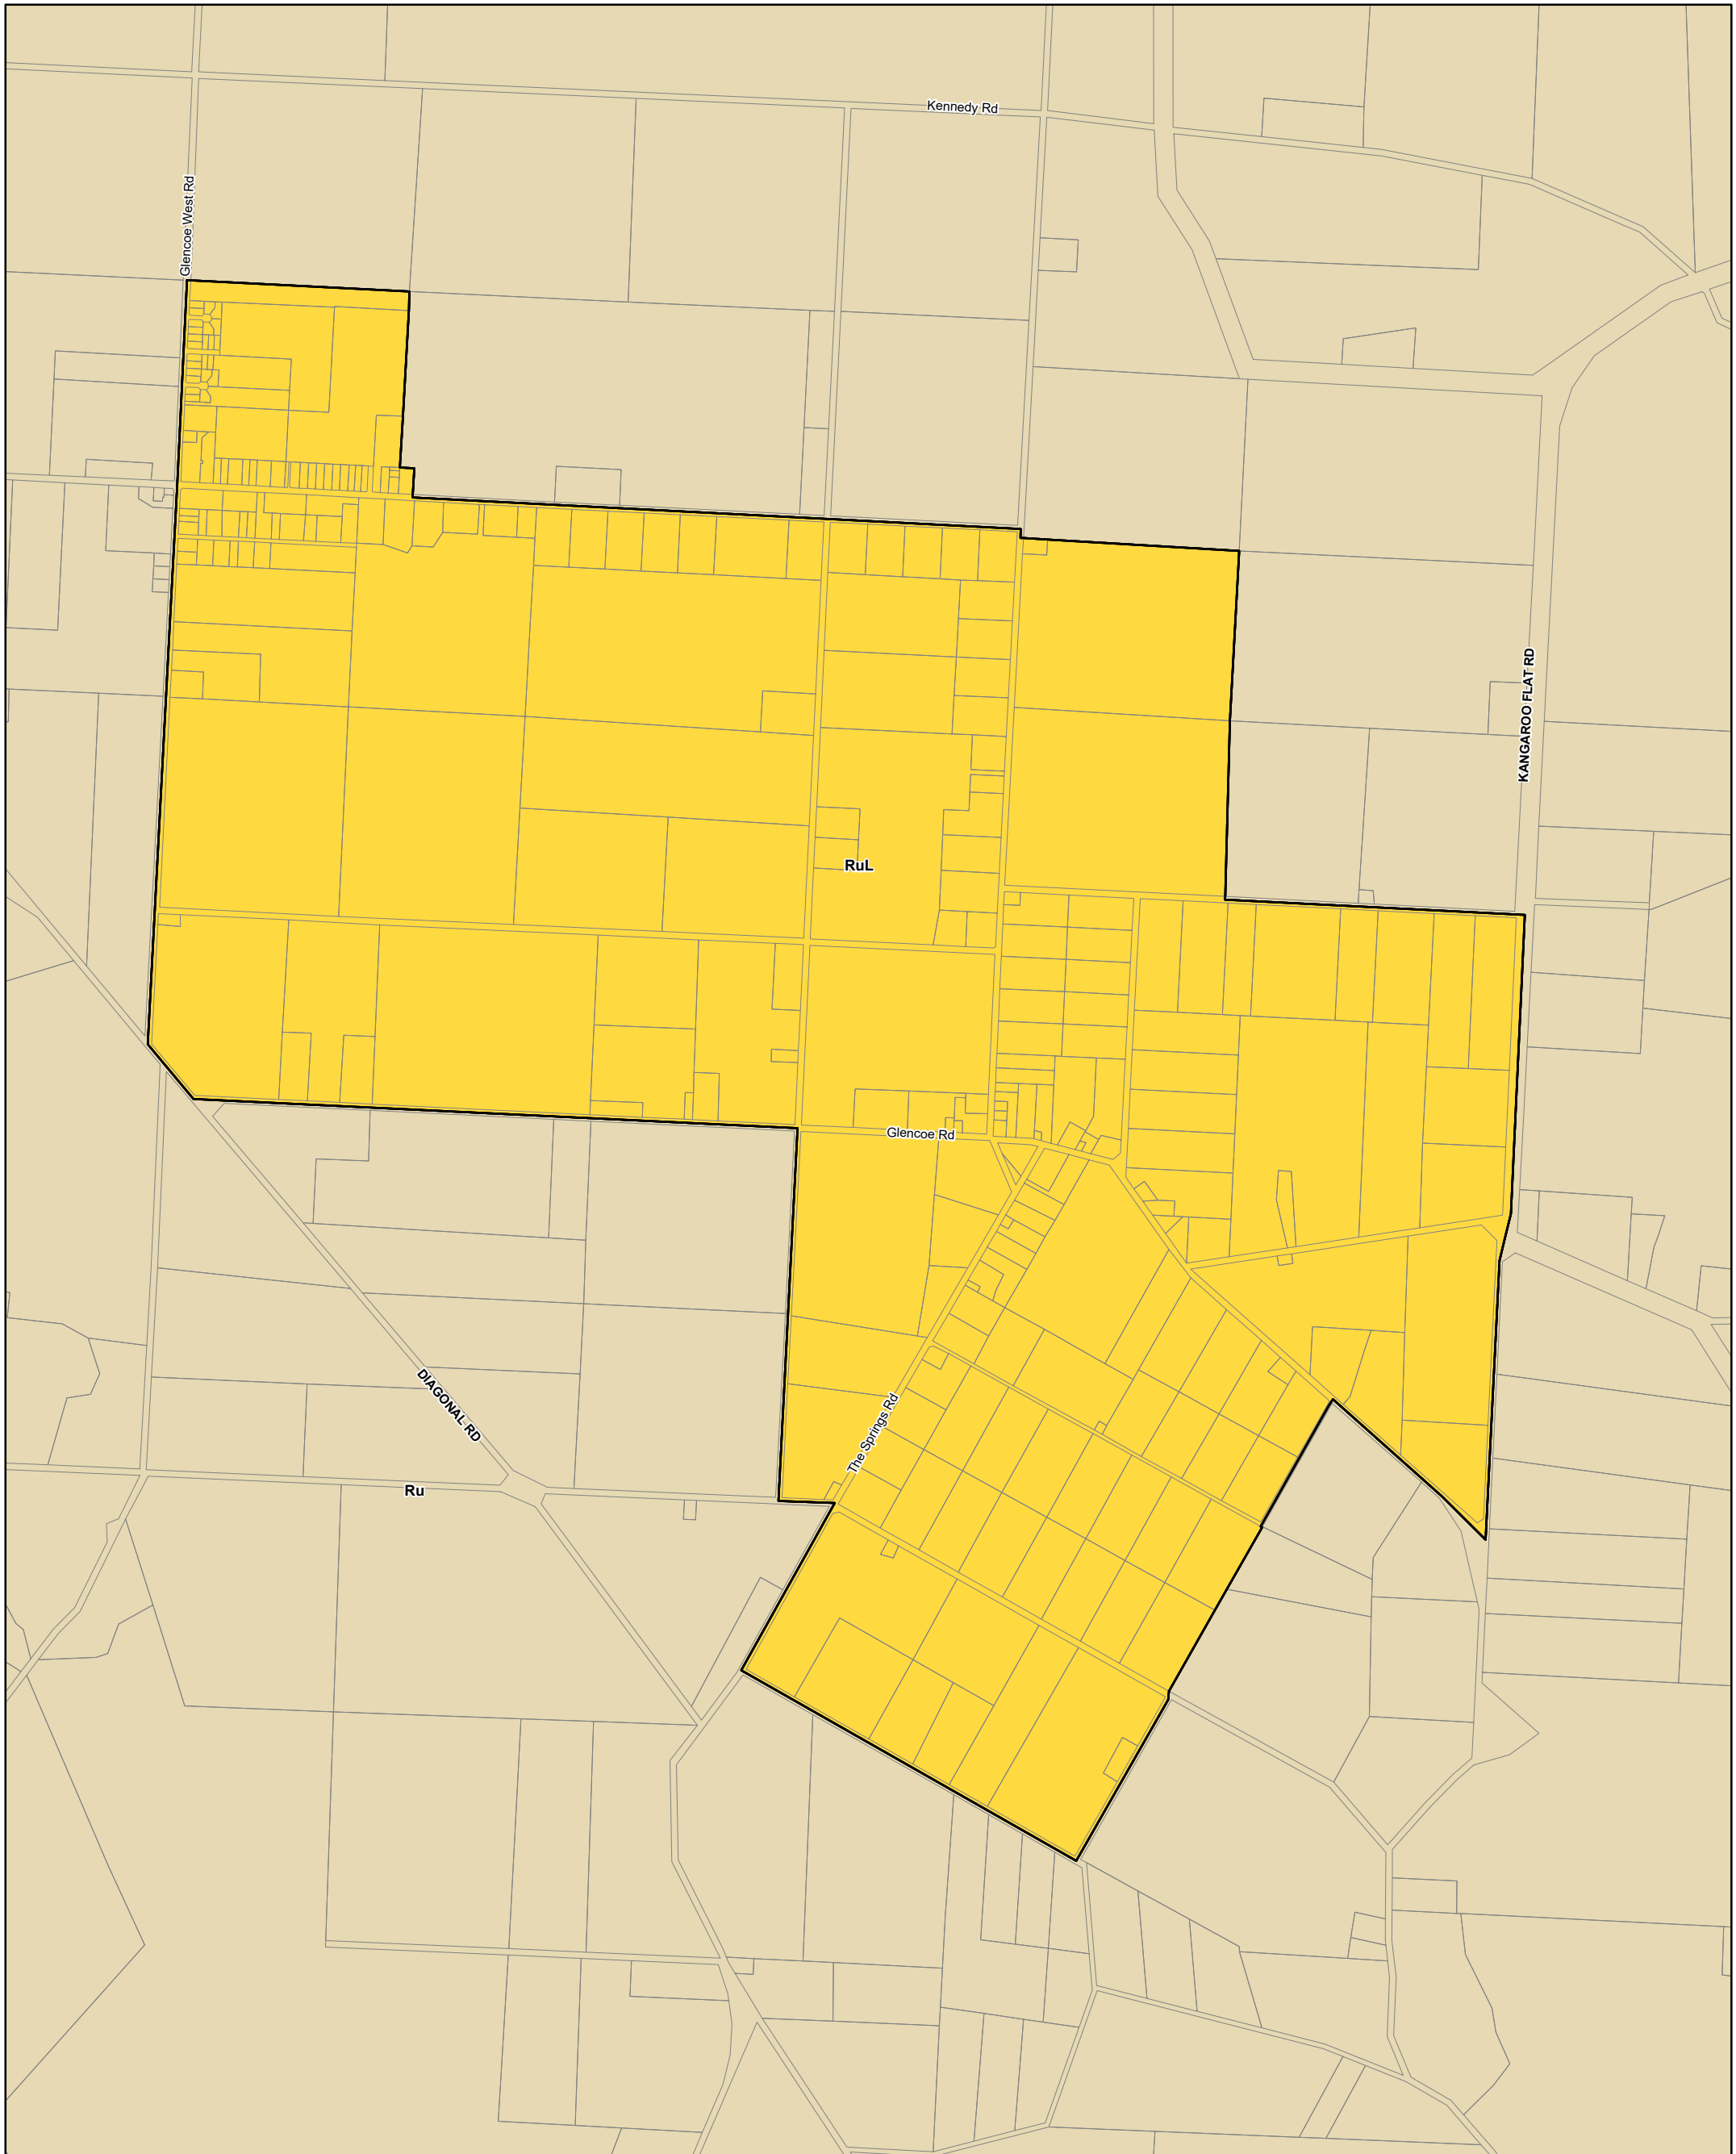 Kennedy Rd
Glencoe West Rd
KANGAROO FLAT RD
RuL
Glencoe Rd
DIAGONAL RD
The Springs Rd
Ru